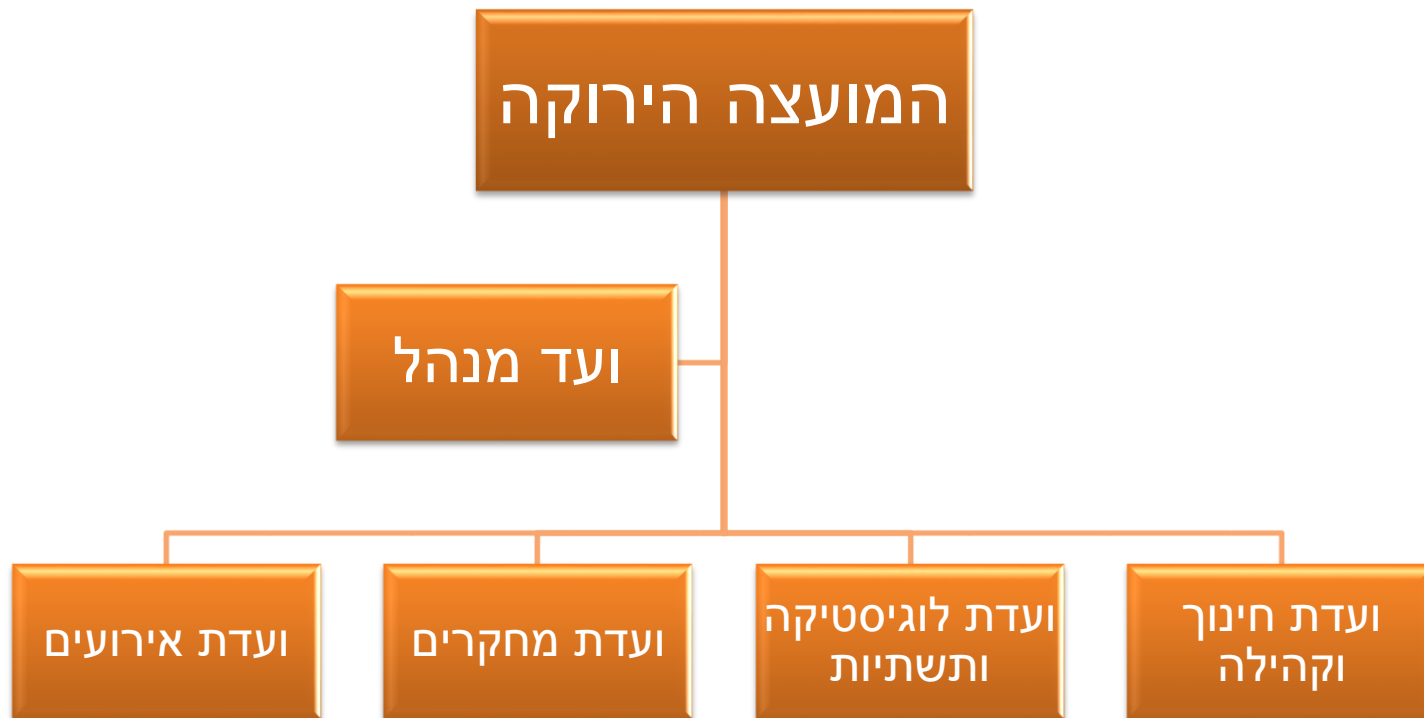 המועצה הירוקה
ועד מנהל
ועדת חינוך
וקהילה
ועדת לוגיסטיקה
ותשתיות
ועדת מחקרים
ועדת אירועים